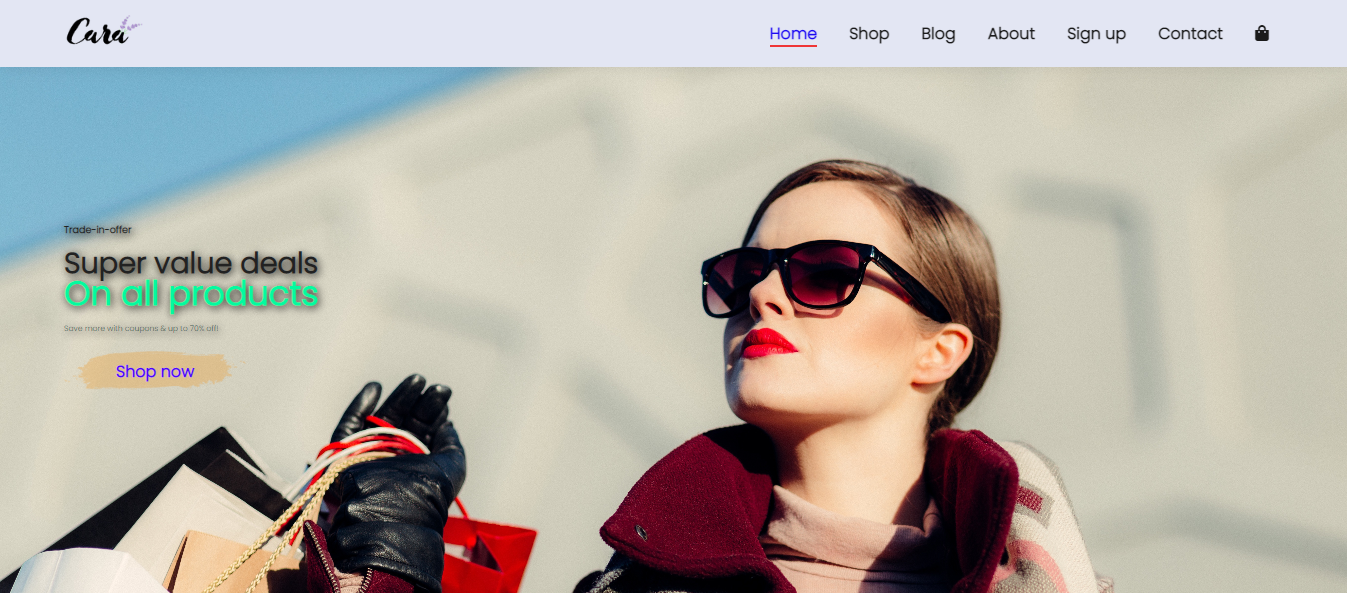 Cara
Home Shop Blog About Sign up Contact
Trade-in-offer
Super value deals
On all products
Save more with coupons & up to 70% off!
Shop now